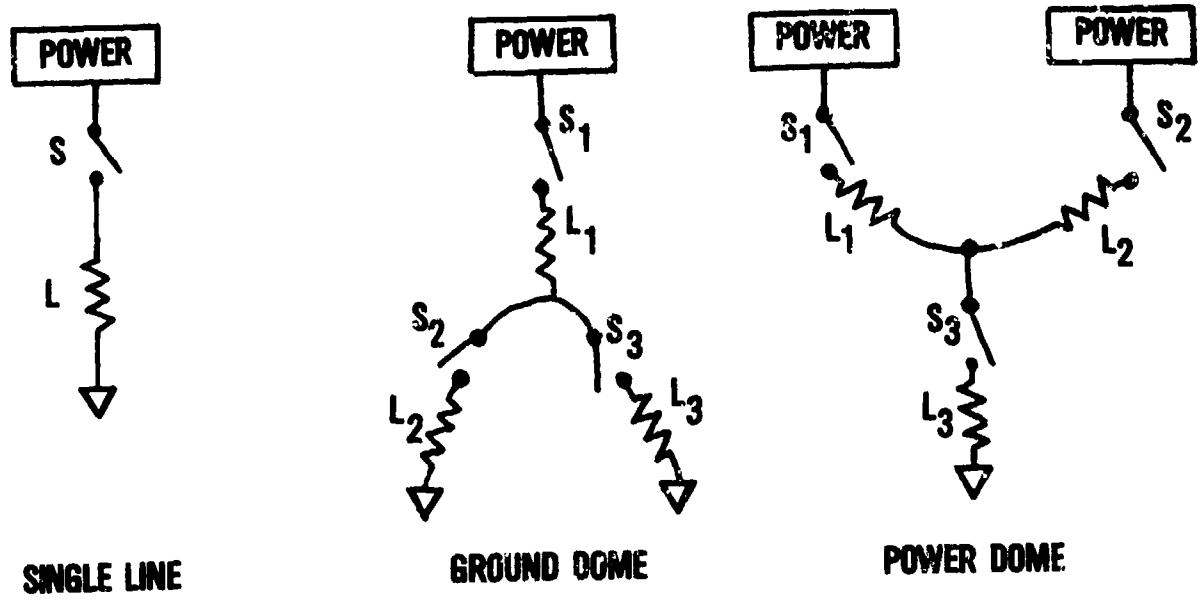 POWER
S
L
SINGLE LINE
POWER
S1
L1
S2
S3
L2
L3
GROUND DOME
POWER
POWER
S1
S2
L1
L2
S3
L3
POWER DOME